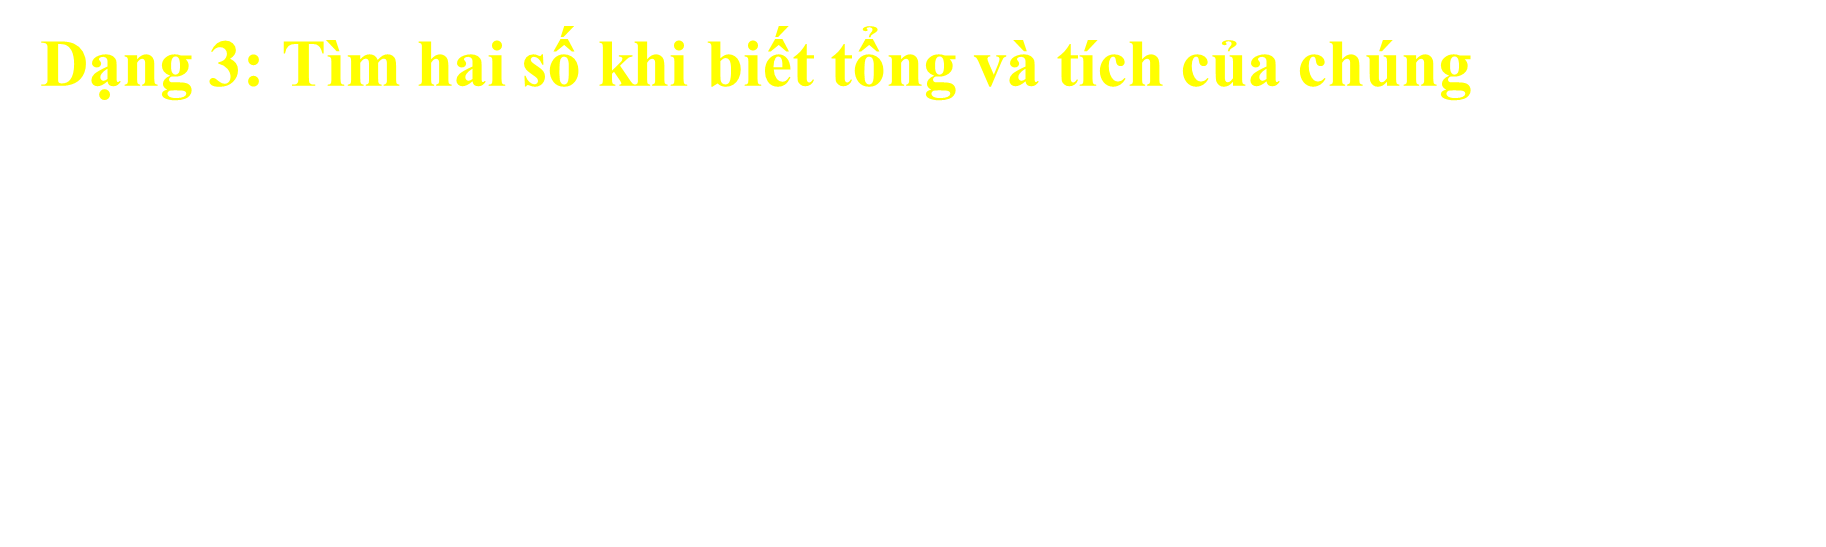 Dạng 3: Tìm hai số khi biết tổng và tích của chúng